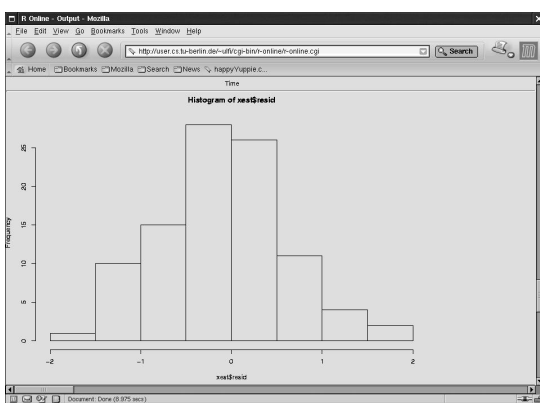 R Online - Output - Mozilla
File Edit View Go Bookmarks Tools Window Help
http://user.cs.tu-berlin.de/~ulfi/cgi-bin/r-online/r-online.cgi
Search
Home Bookmarks Mozilla Search News happyYuppie.c...
Time
Histogram of xest$resid
Frequency
25
20
15
10
5
0
-2 -1 0 1 2
xest$resid
Document: Done (8.975 secs)